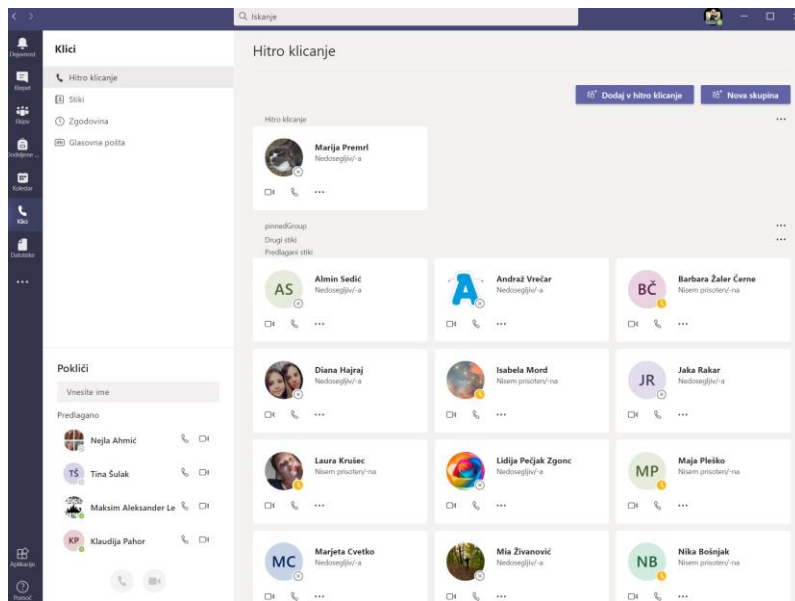 Iskanje
Dejavnost
Klepet
Ekipe
Dodeljene ...
Koledar
Klici
Datoteke
Aplikacije
Pomoč
Klici
Hitro klicanje
Stiki
Zgodovina
Glasovna pošta
Pokliči
Vnesite ime
Predlagano
Nejla Ahmić
TŠ Tina Šulak
Maksim Aleksander Le
KP Klaudija Pahor
Hitro klicanje
Dodaj v hitro klicanje
Nova skupina
Hitro klicanje
Marija Premrl
Nedosegljiv/-a
pinnedGroup
Drugi stiki
Predlagani stiki
AS
Almin Sedić
Nedosegljiv/-a
Andraž Vrečar
Nedosegljiv/-a
BČ
Barbara Žaler Černe
Nisem prisoten/-na
Diana Hajraj
Nedosegljiv/-a
Isabela Mord
Nisem prisoten/-na
JR
Jaka Rakar
Nedosegljiv/-a
Laura Krušec
Nisem prisoten/-na
Lidija Pečjak Zgonc
Nedosegljiv/-a
MP
Maja Pleško
Nisem prisoten/-na
MC
Marjeta Cvetko
Nedosegljiv/-a
Mia Živanović
Nedosegljiv/-a
NB
Nika Bošnjak
Nisem prisoten/-na